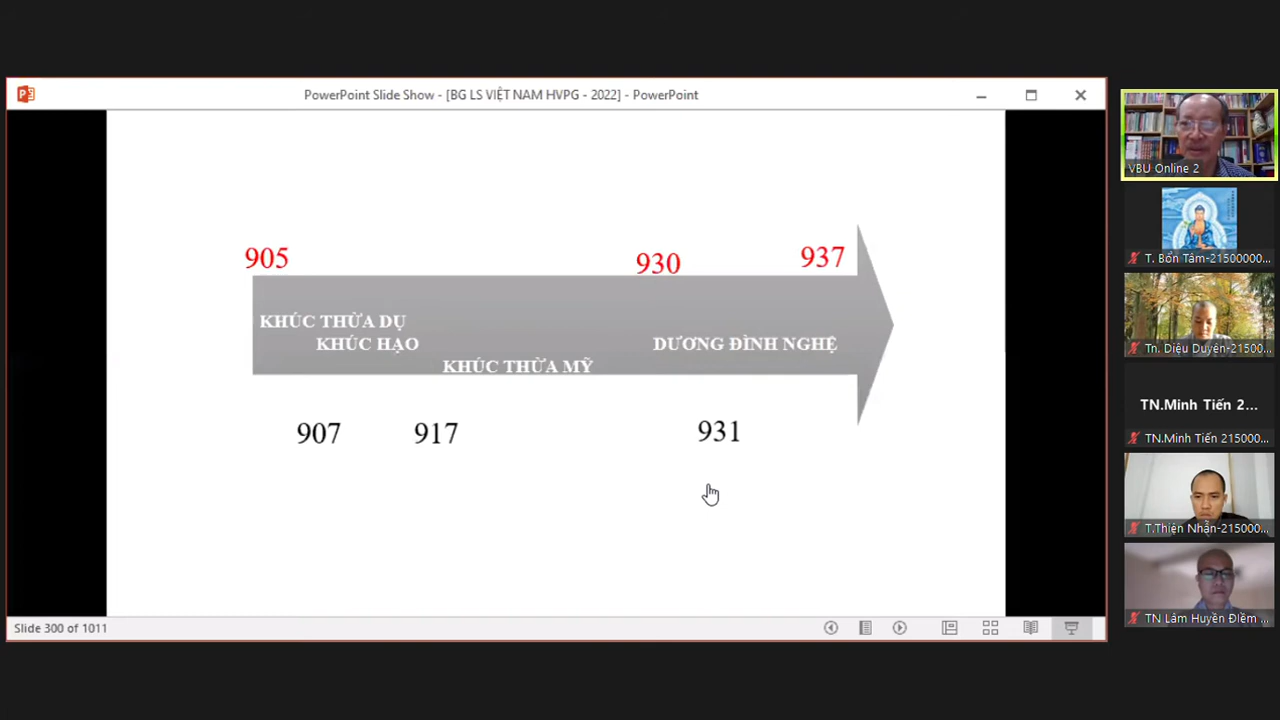 PowerPoint Slide Show - [BG LS VIỆT NAM HVPG - 2022] - PowerPoint
905
930
937
KHÚC THỪA DỤ
KHÚC HẠO
KHÚC THỪA MỸ
DƯƠNG ĐÌNH NGHỆ
907
917
931
Slide 300 of 1011
VBU Online 2
T. Bổn Tâm-21500000...
Tn. Diệu Duyên-21500...
TN.Minh Tiến 2...
TN.Minh Tiến 215000...
T.Thiện Nhẫn-215000...
TN Lâm Huyền Điềm ...